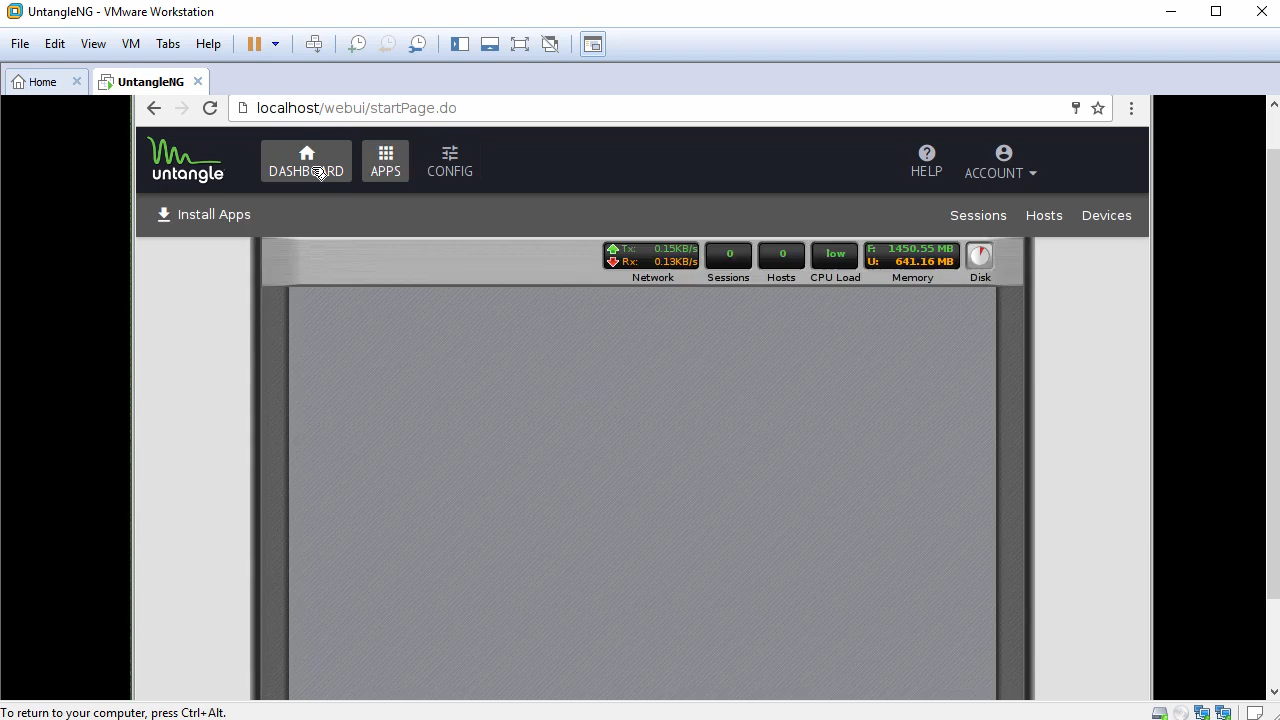 UntangleNG - VMware Workstation
File Edit View VM Tabs Help
Home UntangleNG
localhost/webui/startPage.do
untangle DASHBOARD APPS CONFIG HELP ACCOUNT
Install Apps Sessions Hosts Devices
Tx: 0.15KB/s 0 0 low F: 1450.55 MB
Rx: 0.13KB/s U: 641.16 MB
Network Sessions Hosts CPU Load Memory Disk
To return to your computer, press Ctrl+Alt.